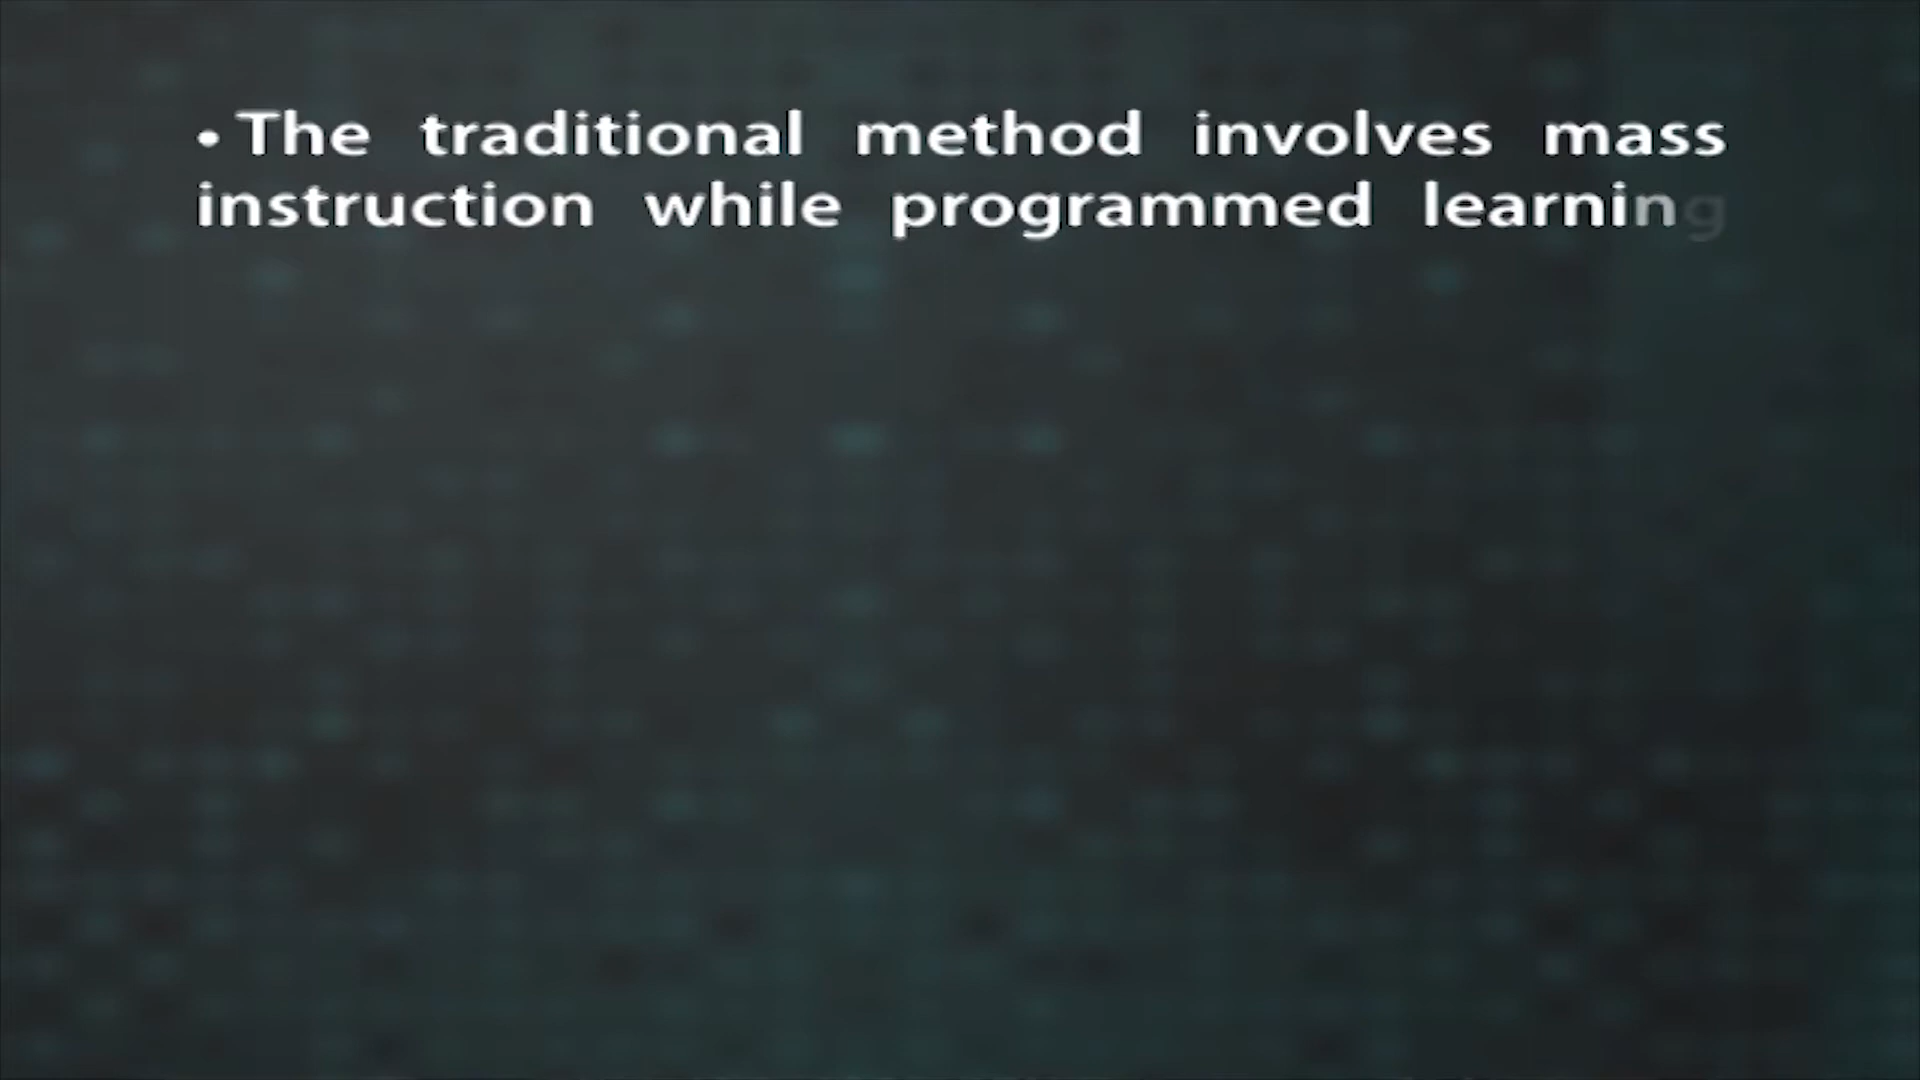 • The traditional method involves mass
instruction while programmed learning